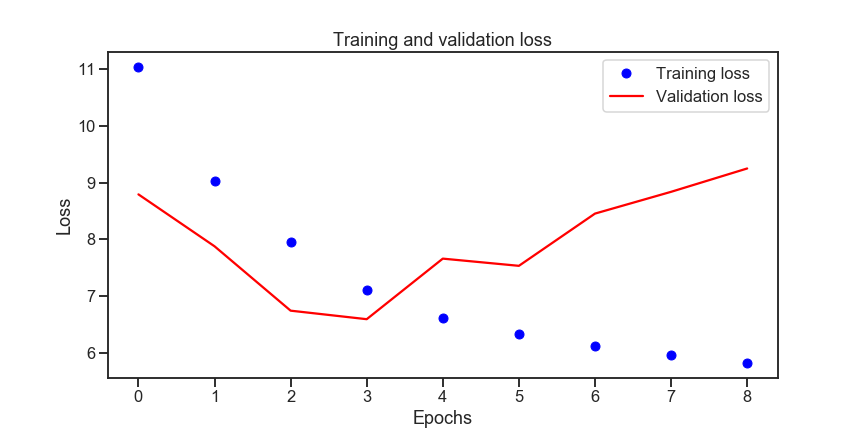 Training and validation loss
Training loss
Validation loss
11
10
9
8
7
6
Loss
0 1 2 3 4 5 6 7 8
Epochs